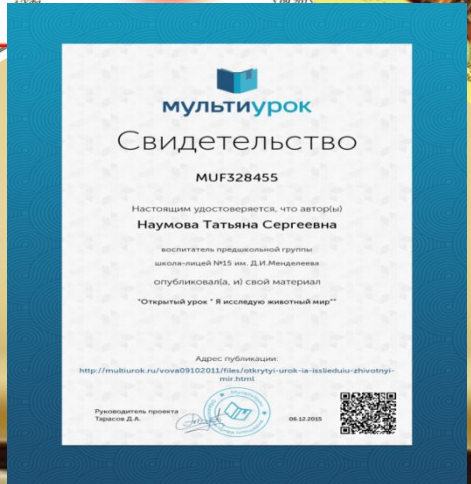 мультиурок
Свидетельство
MUF328455
Настоящим удостоверяется, что автор(ы)
Наумова Татьяна Сергеевна
воспитатель предшкольной группы
школа-лицей №15 им. Д.И.Менделеева
опубликовал(а, и) свой материал
"Открытый урок " Я исследую животный мир""
Адрес публикации:
http://multiurok.ru/vova09102011/files/otkrytyi-urok-ia-isslieduiu-zhivotnyi-
mir.html
Руководитель проекта
Тарасов Д.А.
06.12.2015